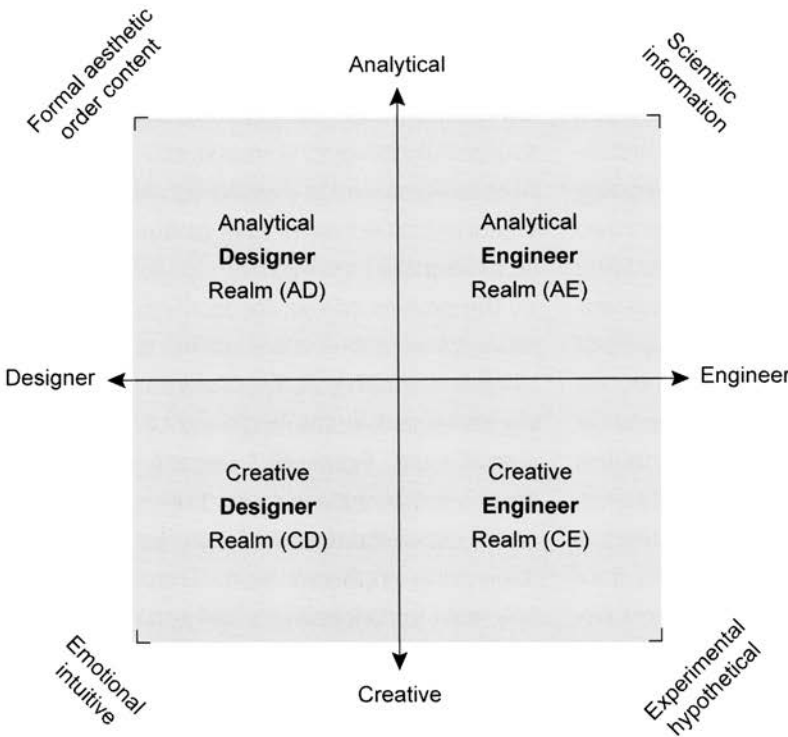 Formal aesthetic
order content
Analytical
Scientific
information
Analytical
Designer
Realm (AD)
Analytical
Engineer
Realm (AE)
Designer
Engineer
Creative
Designer
Realm (CD)
Creative
Engineer
Realm (CE)
Emotional
intuitive
Creative
Experimental
hypothetical